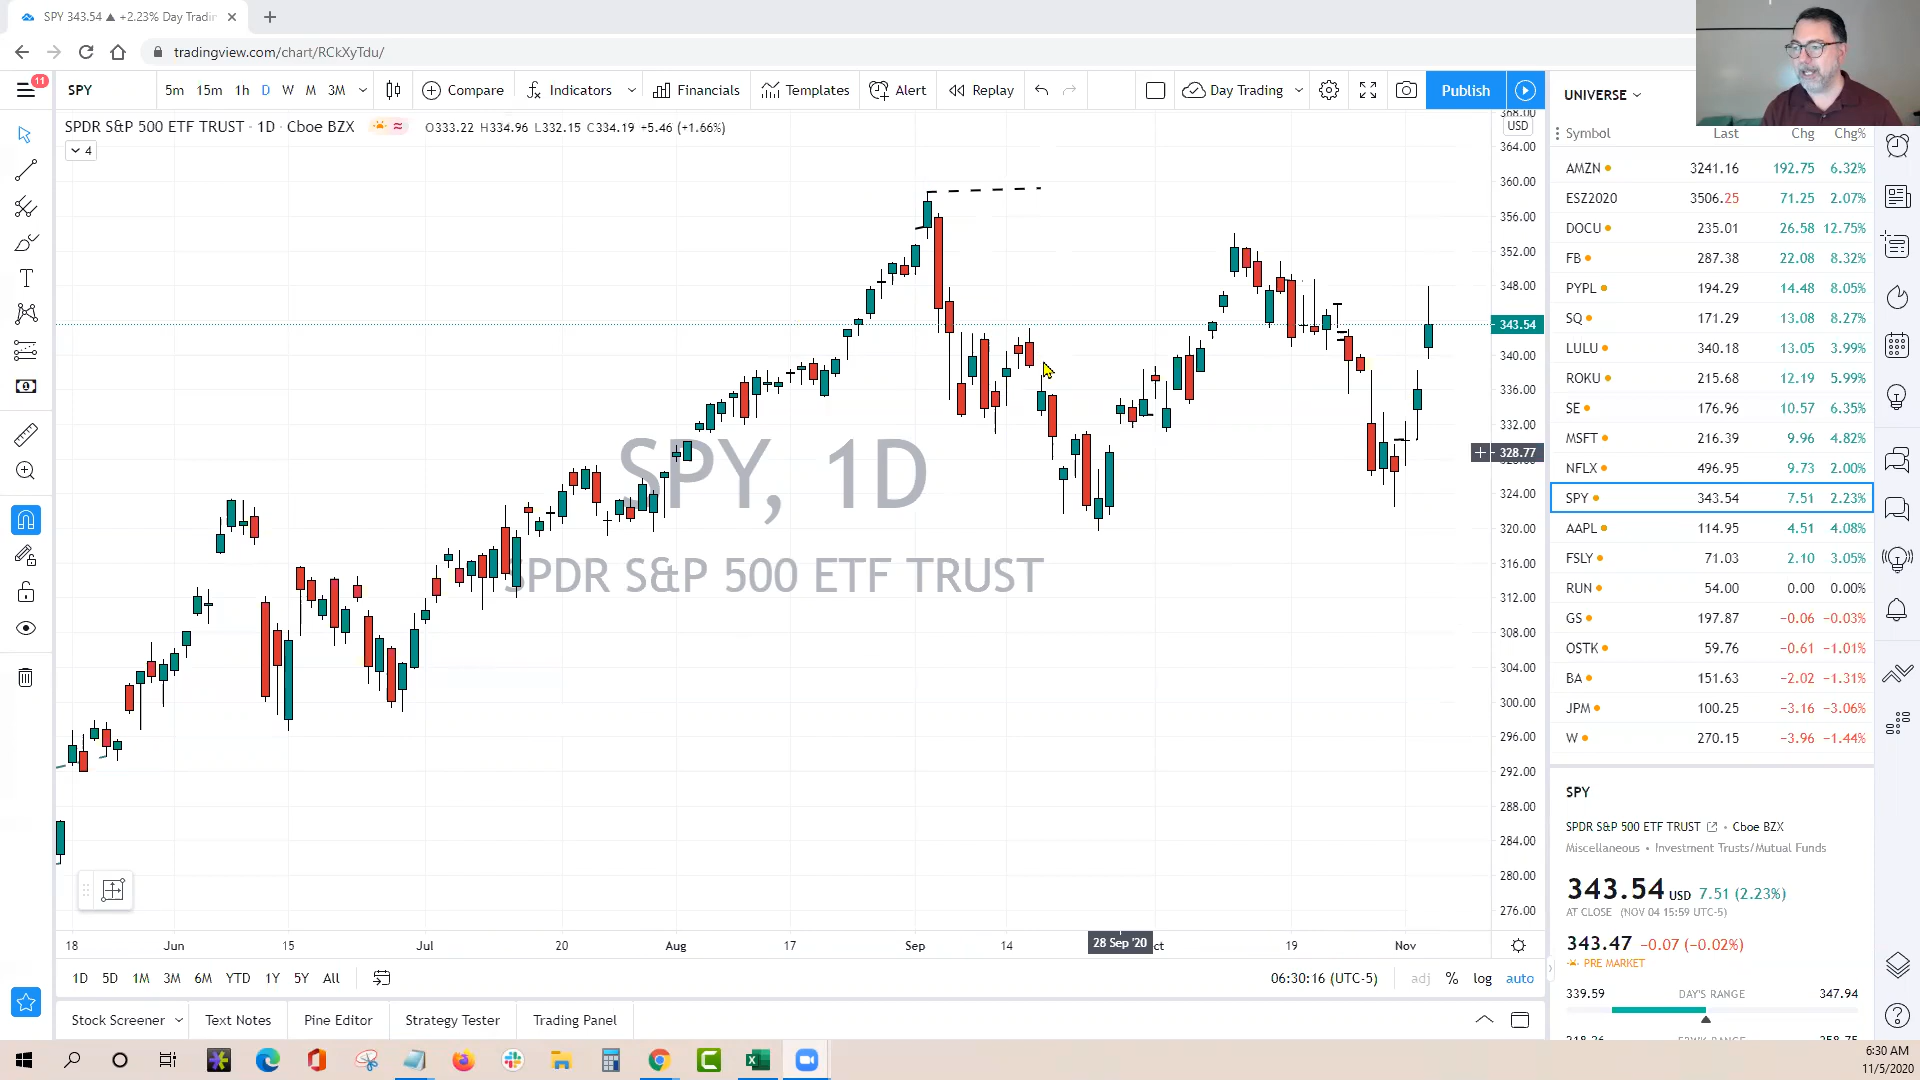 SPY 343.54 ▲ +2.23% Day Tradin
tradingview.com/chart/RCkXyTdu/
11
SPY
5m 15m 1h D W M 3M
Compare
Indicators
Financials
Templates
Alert
Replay
Day Trading
Publish
UNIVERSE
SPDR S&P 500 ETF TRUST · 1D · Cboe BZX
O333.22 H334.96 L332.15 C334.19 +5.46 (+1.66%)
4
USD
368.00
364.00
360.00
356.00
352.00
348.00
343.54
340.00
336.00
332.00
328.77
324.00
320.00
316.00
312.00
308.00
304.00
300.00
296.00
292.00
288.00
284.00
280.00
276.00
SPY, 1D
SPDR S&P 500 ETF TRUST
18 Jun 15 Jul 20 Aug 17 Sep 14 28 Sep '20 ct 19 Nov
1D 5D 1M 3M 6M YTD 1Y 5Y All
06:30:16 (UTC-5) adj % log auto
Stock Screener Text Notes Pine Editor Strategy Tester Trading Panel
Symbol Last Chg Chg%
AMZN 3241.16 192.75 6.32%
ESZ2020 3506.25 71.25 2.07%
DOCU 235.01 26.58 12.75%
FB 287.38 22.08 8.32%
PYPL 194.29 14.48 8.05%
SQ 171.29 13.08 8.27%
LULU 340.18 13.05 3.99%
ROKU 215.68 12.19 5.99%
SE 176.96 10.57 6.35%
MSFT 216.39 9.96 4.82%
NFLX 496.95 9.73 2.00%
SPY 343.54 7.51 2.23%
AAPL 114.95 4.51 4.08%
FSLY 71.03 2.10 3.05%
RUN 54.00 0.00 0.00%
GS 197.87 −0.06 −0.03%
OSTK 59.76 −0.61 −1.01%
BA 151.63 −2.02 −1.31%
JPM 100.25 −3.16 −3.06%
W 270.15 −3.96 −1.44%
SPY
SPDR S&P 500 ETF TRUST • Cboe BZX
Miscellaneous • Investment Trusts/Mutual Funds
343.54 USD 7.51 (2.23%)
AT CLOSE (NOV 04 15:59 UTC-5)
343.47 −0.07 (−0.02%)
PRE MARKET
339.59 DAY'S RANGE 347.94
6:30 AM
11/5/2020